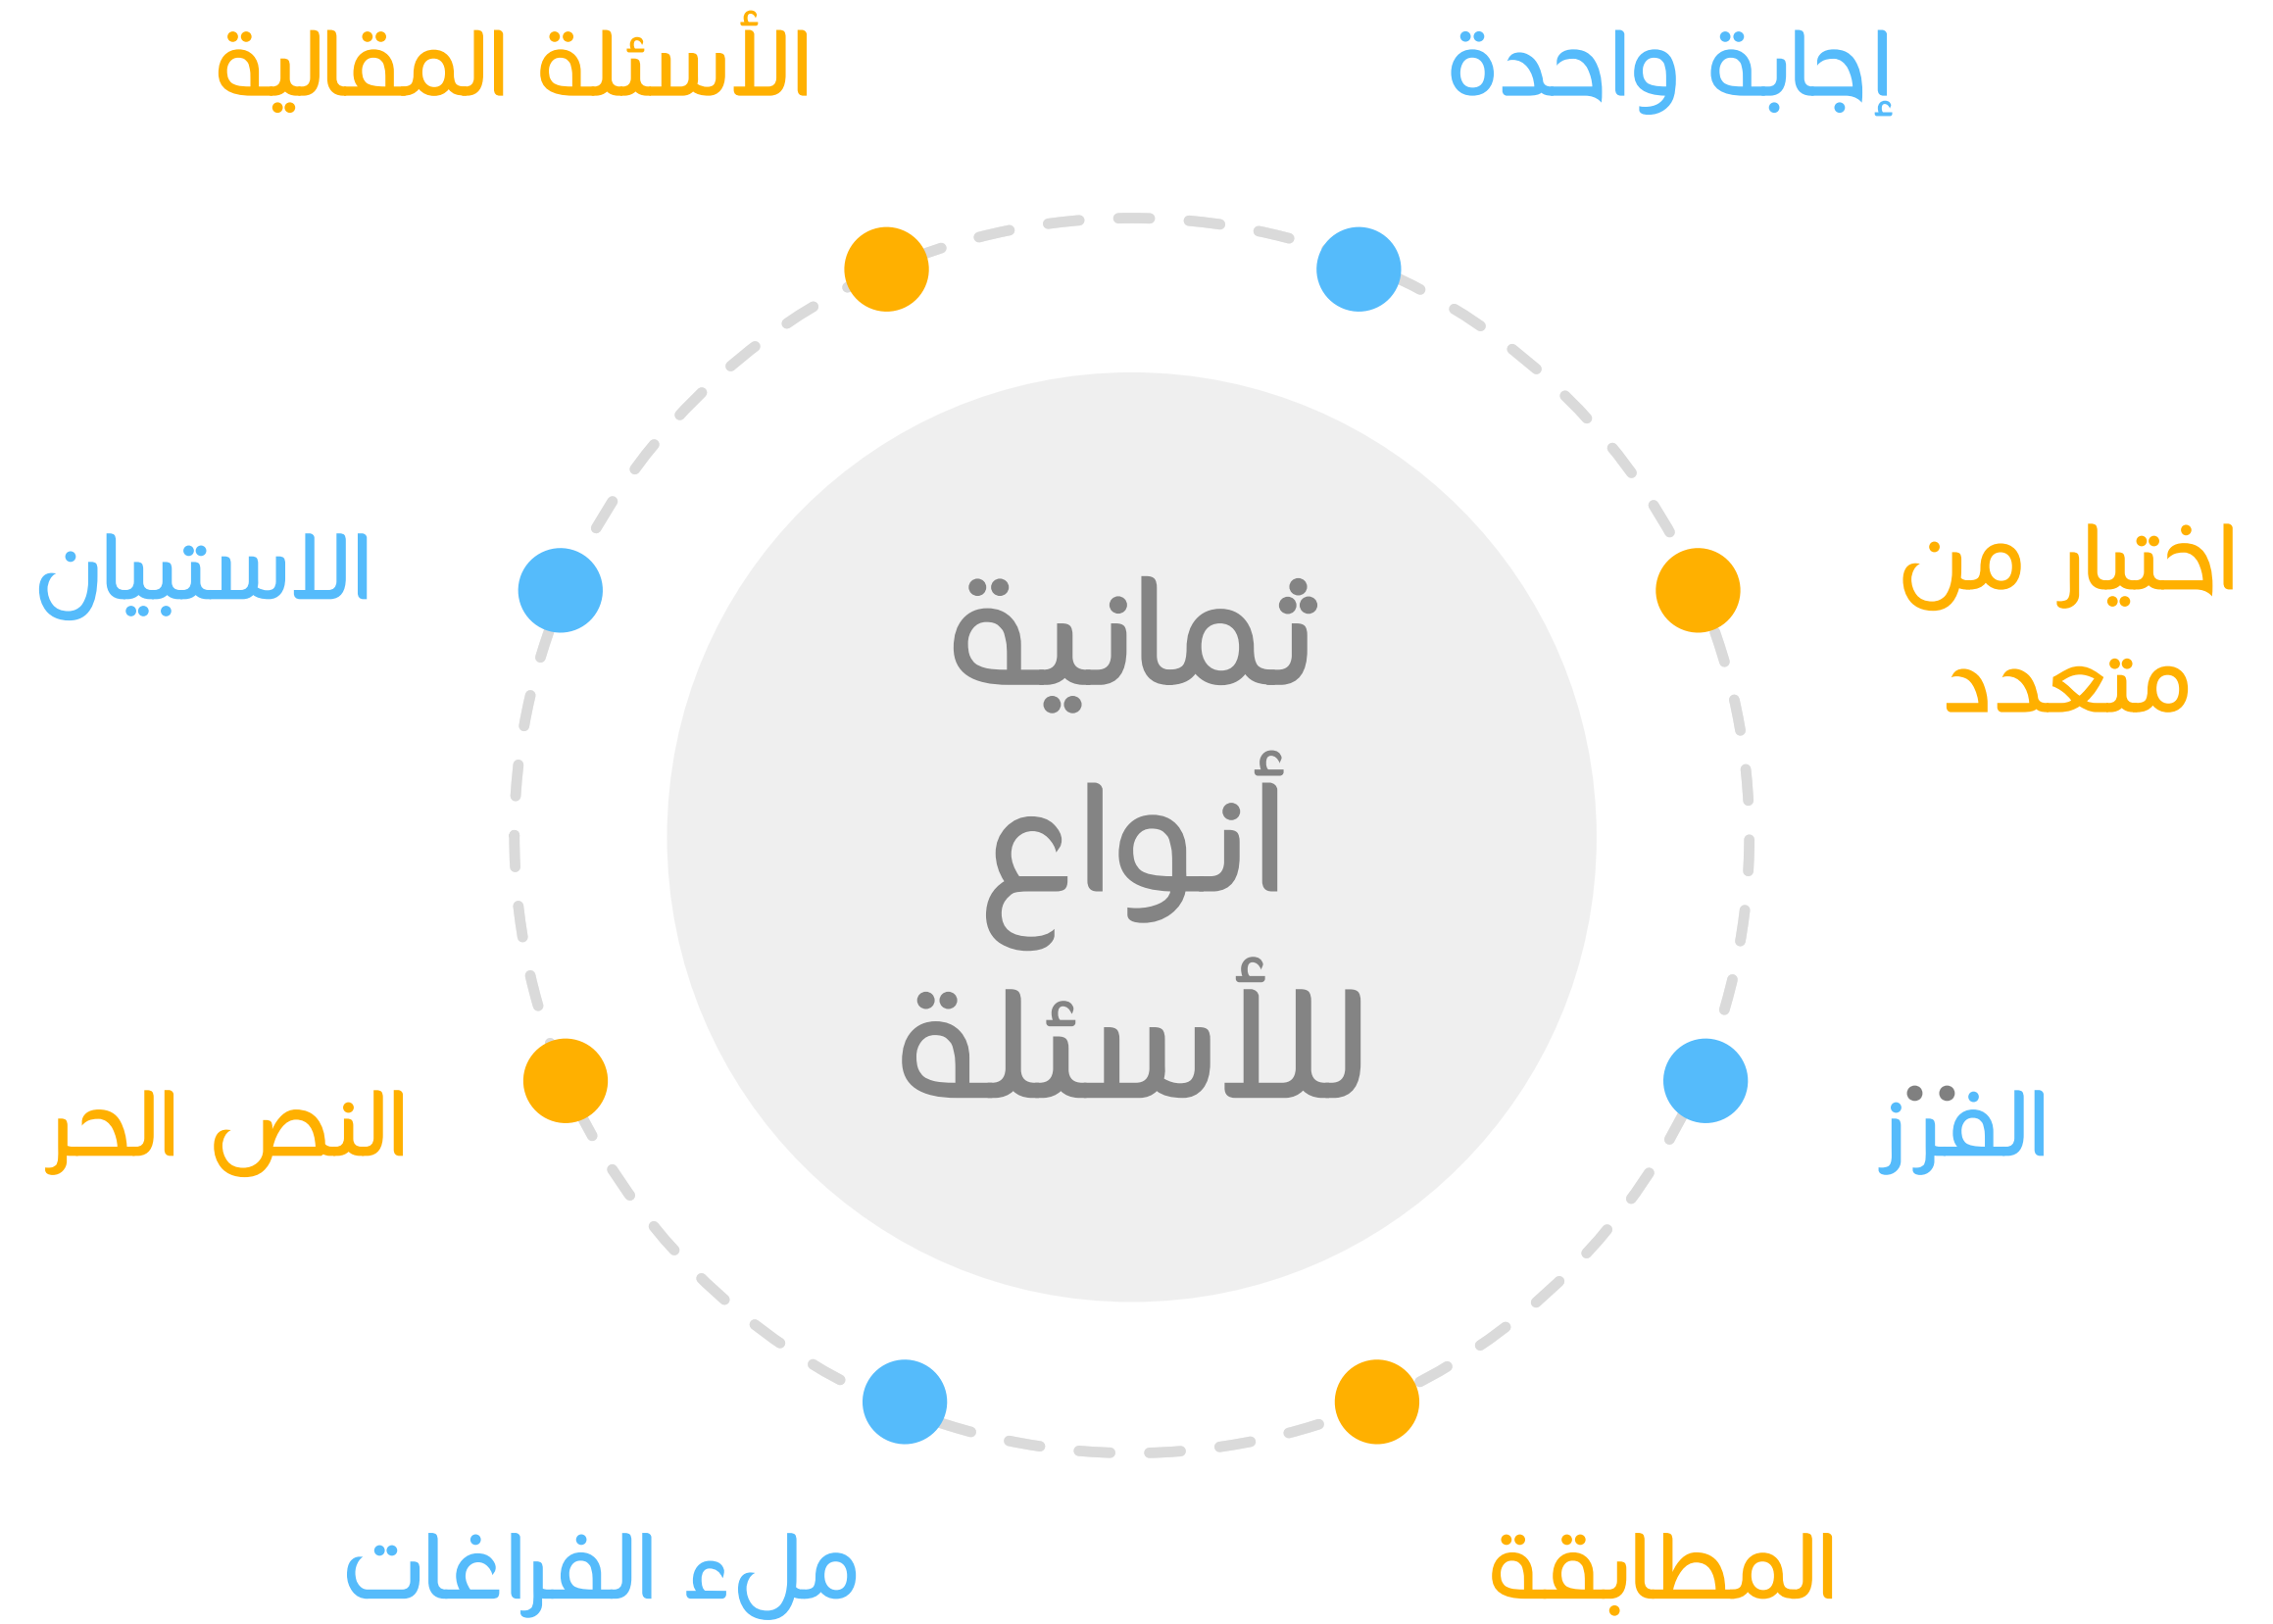 إجابة واحدة
الأسئلة المقالية
اختيار من
متعدد
الاستبيان
ثمانية
أنواع
للأسئلة
الفرز
النص الحر
المطابقة
ملء الفراغات